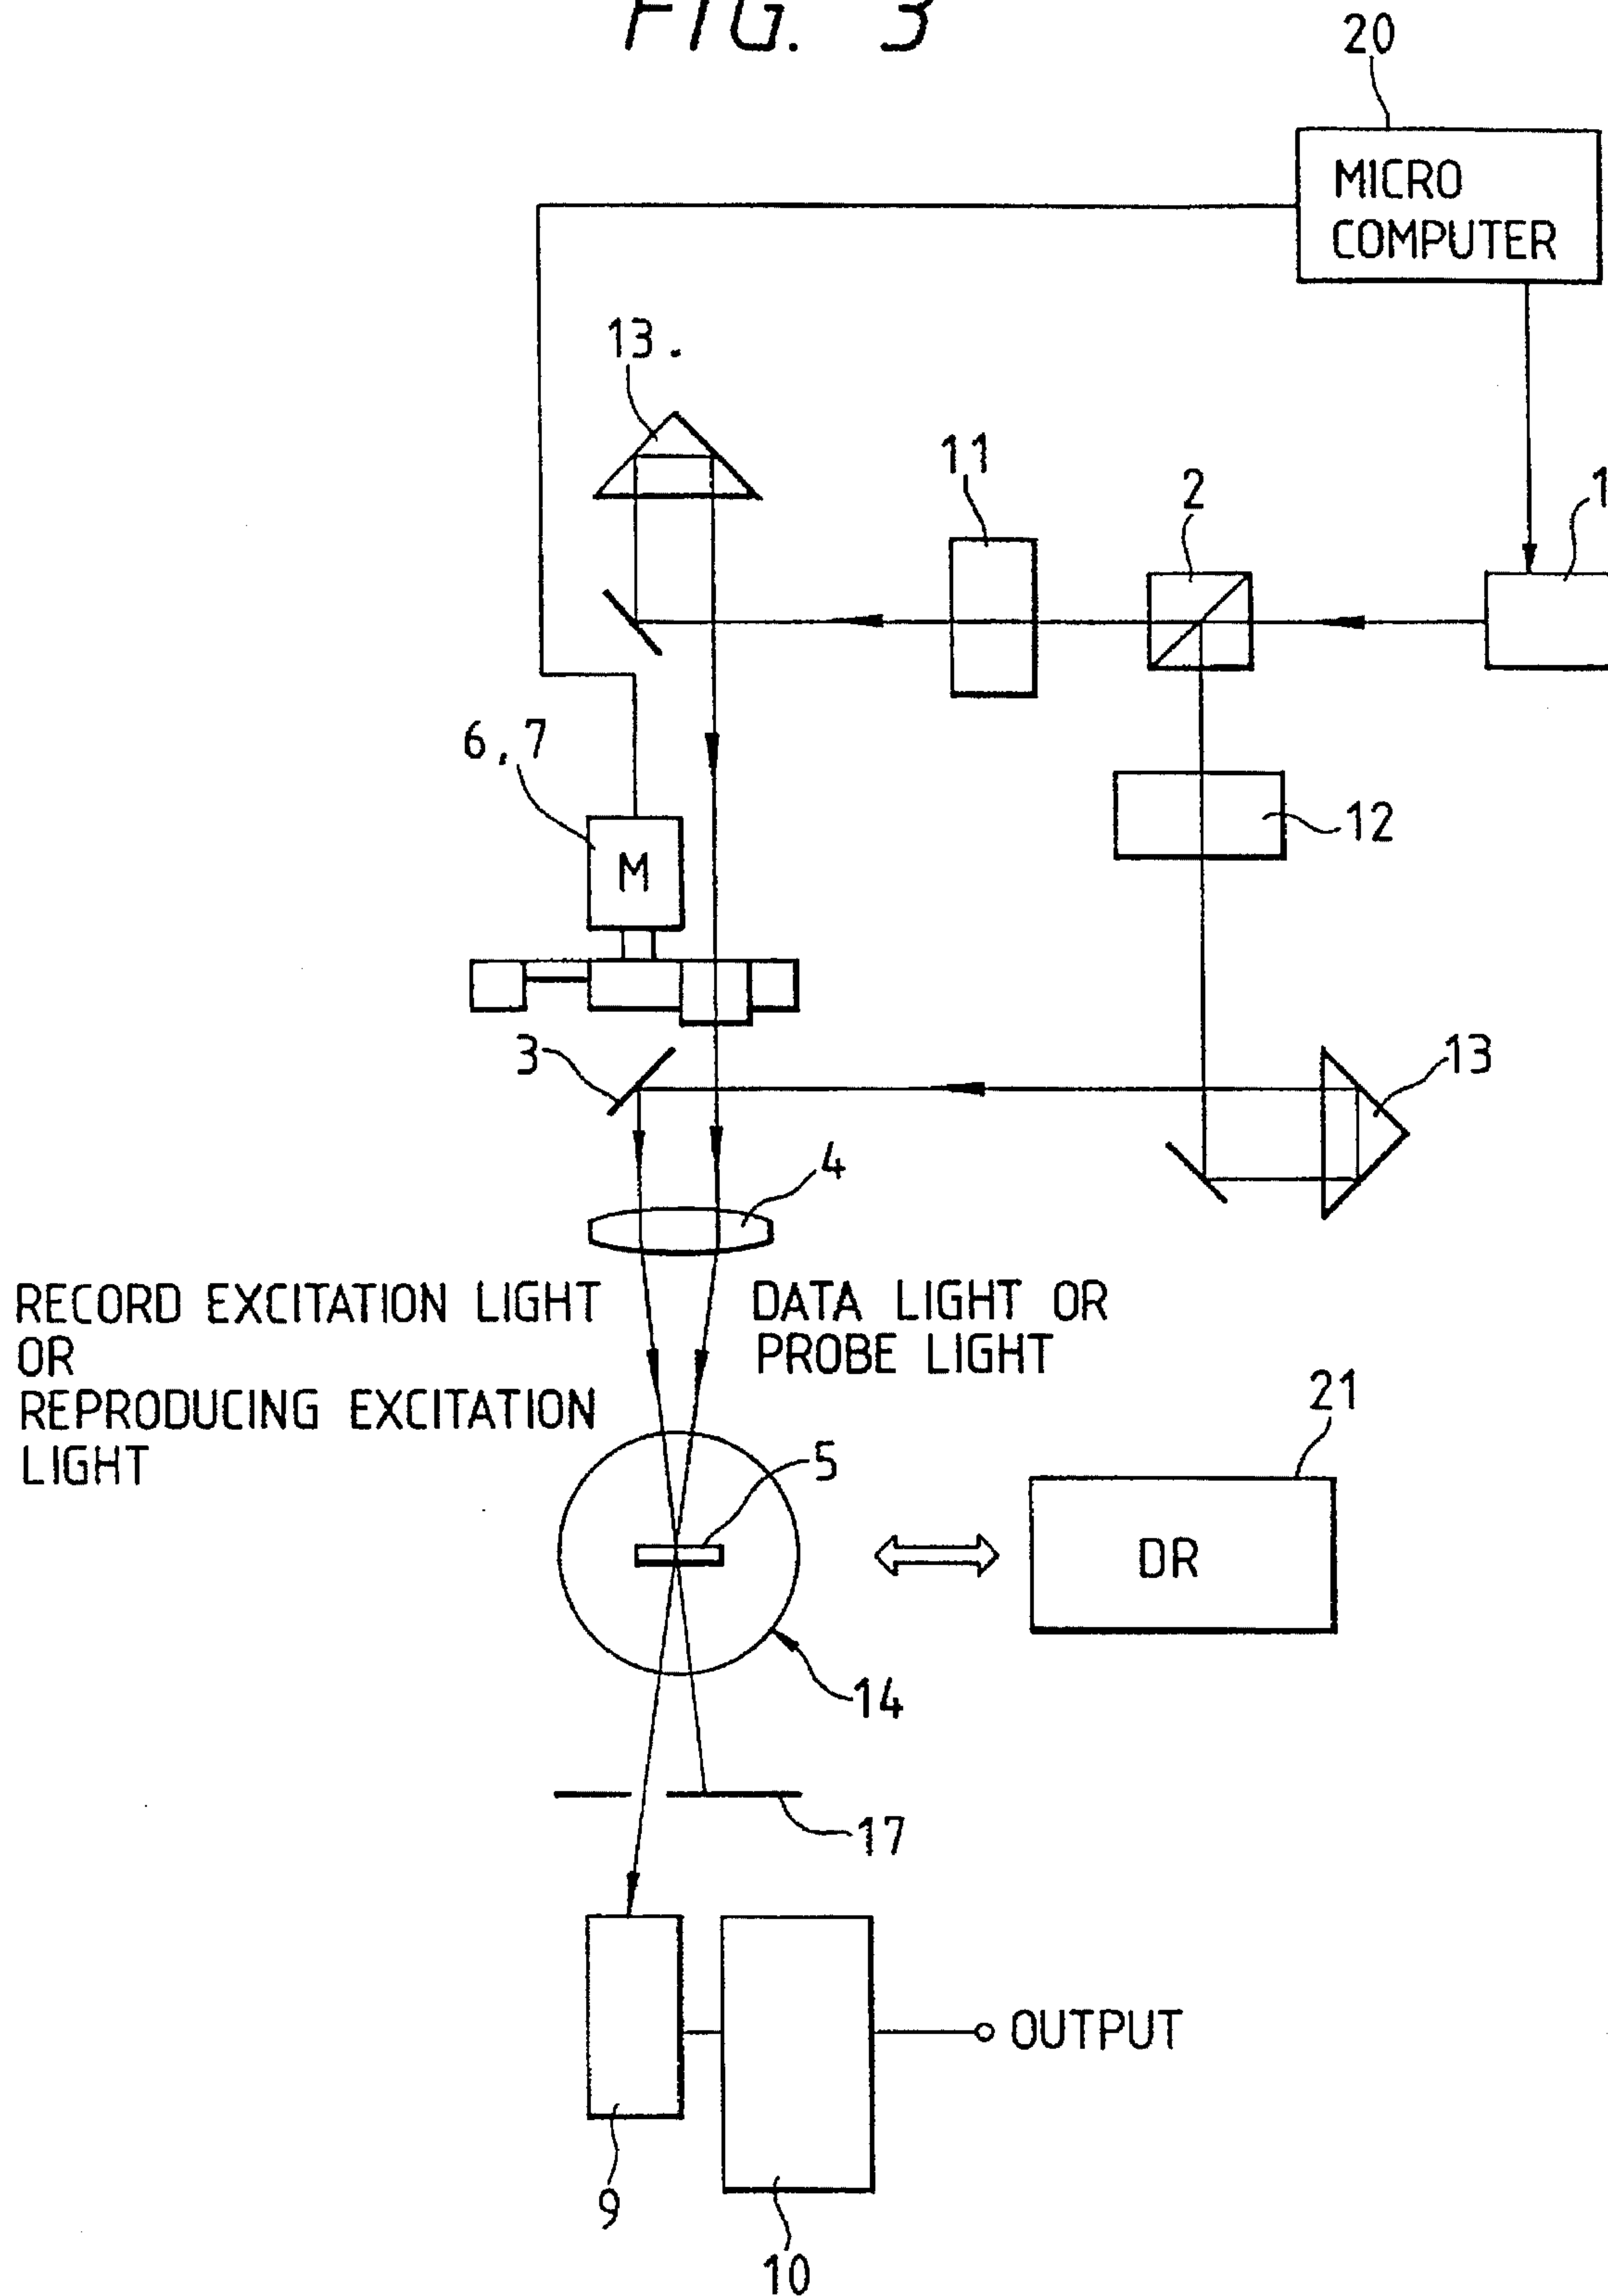 FIG. 3
20
MICRO
COMPUTER
13.
11
2
1
6, 7
M
12
3
13
4
RECORD EXCITATION LIGHT
OR
REPRODUCING EXCITATION
LIGHT
DATA LIGHT OR
PROBE LIGHT
21
5
DR
14
17
OUTPUT
9
10